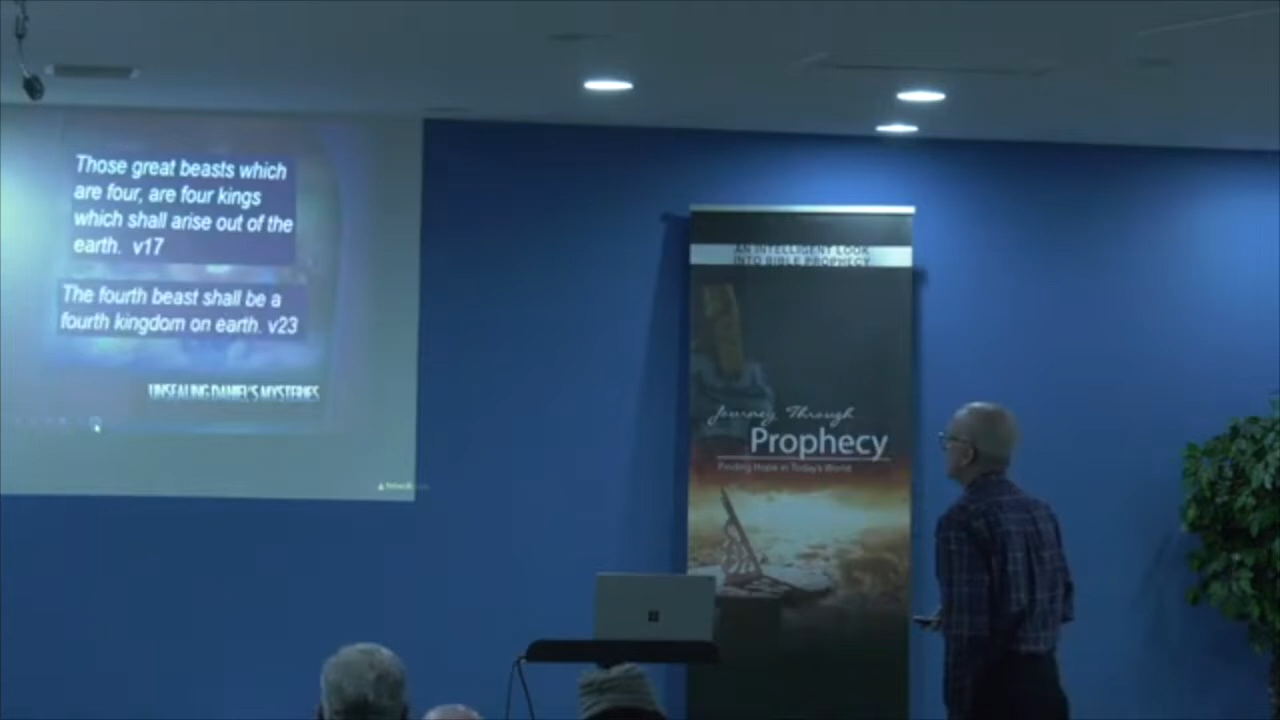 Those great beasts which
are four, are four kings
which shall arise out of the
earth. v17
The fourth beast shall be a
fourth kingdom on earth. v23
UNSEALING DANIEL'S MYSTERIES
AN INTELLIGENT LOOK
INTO BIBLE PROPHECY
Journey Through
Prophecy
Finding Hope in Today's World